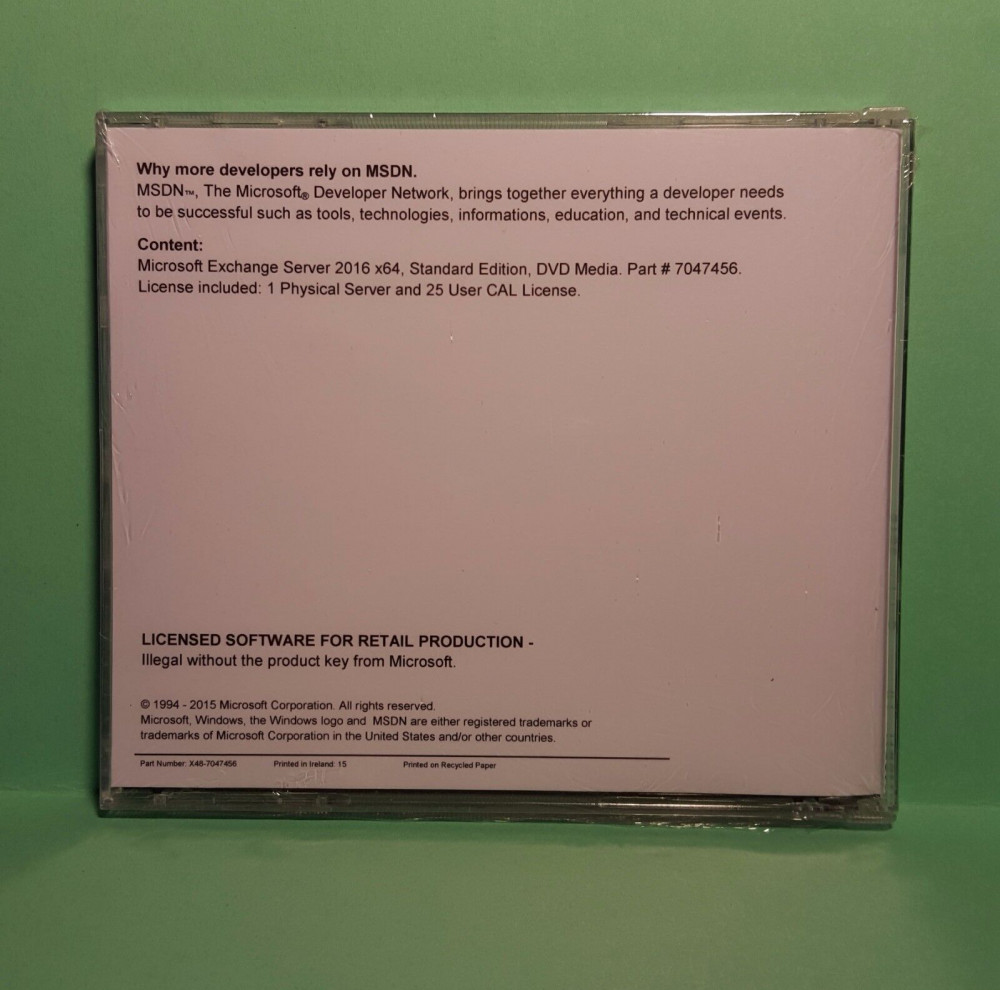 Why more developers rely on MSDN.
MSDN™, The Microsoft® Developer Network, brings together everything a developer needs
to be successful such as tools, technologies, informations, education, and technical events.
Content:
Microsoft Exchange Server 2016 x64, Standard Edition, DVD Media. Part # 7047456.
License included: 1 Physical Server and 25 User CAL License.
LICENSED SOFTWARE FOR RETAIL PRODUCTION -
Illegal without the product key from Microsoft.
© 1994 - 2015 Microsoft Corporation. All rights reserved.
Microsoft, Windows, the Windows logo and MSDN are either registered trademarks or
trademarks of Microsoft Corporation in the United States and/or other countries.
Part Number: X48-7047456 Printed in Ireland: 15 Printed on Recycled Paper